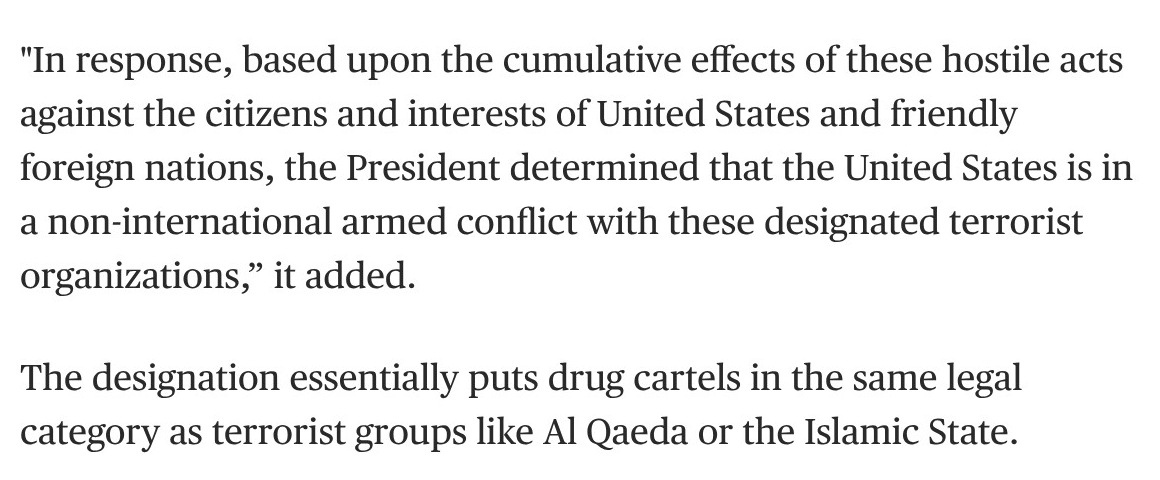 "In response, based upon the cumulative effects of these hostile acts
against the citizens and interests of United States and friendly
foreign nations, the President determined that the United States is in
a non-international armed conflict with these designated terrorist
organizations,” it added.
The designation essentially puts drug cartels in the same legal
category as terrorist groups like Al Qaeda or the Islamic State.